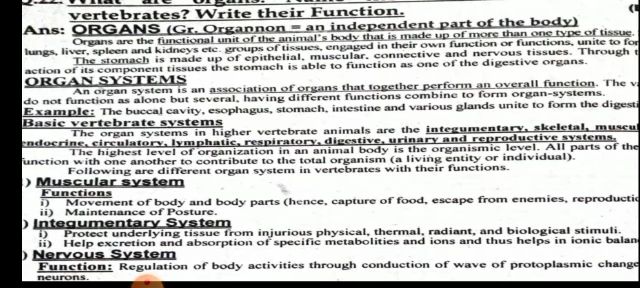 vertebrates? Write their Function.
Ans: ORGANS (Gr. Organnon = an independent part of the body)
Organs are the functional unit of the animal's body that is made up of more than one type of tissue.
lungs, liver, spleen and kidneys etc. groups of tissues, engaged in their own function or functions, unite to for
The stomach is made up of epithelial, muscular, connective and nervous tissues. Through t
action of its component tissues the stomach is able to function as one of the digestive organs.
ORGAN SYSTEMS
An organ system is an association of organs that together perform an overall function. The va
do not function as alone but several, having different functions combine to form organ-systems.
Example: The buccal cavity, esophagus, stomach, intestine and various glands unite to form the digesti
Basic vertebrate systems
The organ systems in higher vertebrate animals are the integumentary, skeletal, muscul
endocrine, circulatory, lymphatic, respiratory, digestive, urinary and reproductive systems.
The highest level of organization in an animal body is the organismic level. All parts of the
function with one another to contribute to the total organism (a living entity or individual).
Following are different organ system in vertebrates with their functions.
) Muscular system
Functions
i) Movement of body and body parts (hence, capture of food, escape from enemies, reproductio
ii) Maintenance of Posture.
) Integumentary System
i) Protect underlying tissue from injurious physical, thermal, radiant, and biological stimuli.
ii) Help excretion and absorption of specific metabolities and ions and thus helps in ionic balan
) Nervous System
Function: Regulation of body activities through conduction of wave of protoplasmic change
neurons.